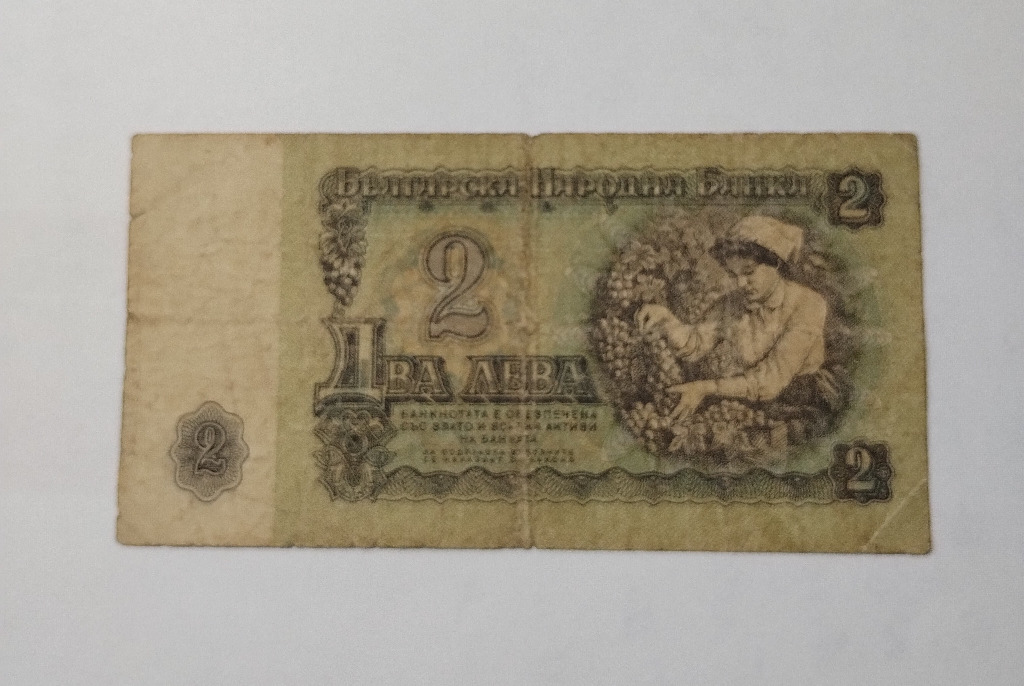 Българска Народна Банка
2
2
Два лева
БАНКНОТАТА Е ОБЕЗПЕЧЕНА
СЪС ЗЛАТО И ВСИЧКИ АКТИВИ
НА БАНКАТА
2
2